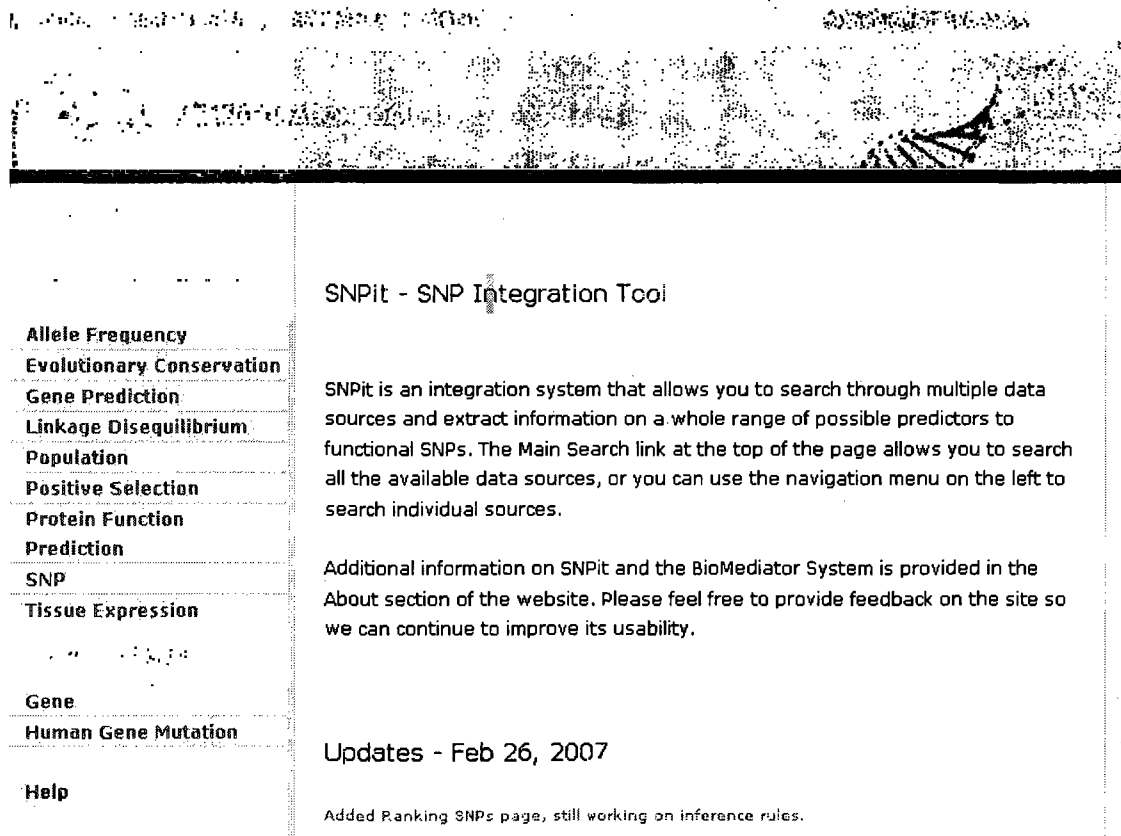 SNPit - SNP Integration Tool
Allele Frequency
Evolutionary Conservation
Gene Prediction
Linkage Disequilibrium
Population
Positive Selection
Protein Function
Prediction
SNP
Tissue Expression
Gene
Human Gene Mutation
Help
SNPit is an integration system that allows you to search through multiple data
sources and extract information on a whole range of possible predictors to
functional SNPs. The Main Search link at the top of the page allows you to search
all the available data sources, or you can use the navigation menu on the left to
search individual sources.
Additional information on SNPit and the BioMediator System is provided in the
About section of the website. Please feel free to provide feedback on the site so
we can continue to improve its usability.
Updates - Feb 26, 2007
Added Ranking SNPs page, still working on inference rules.